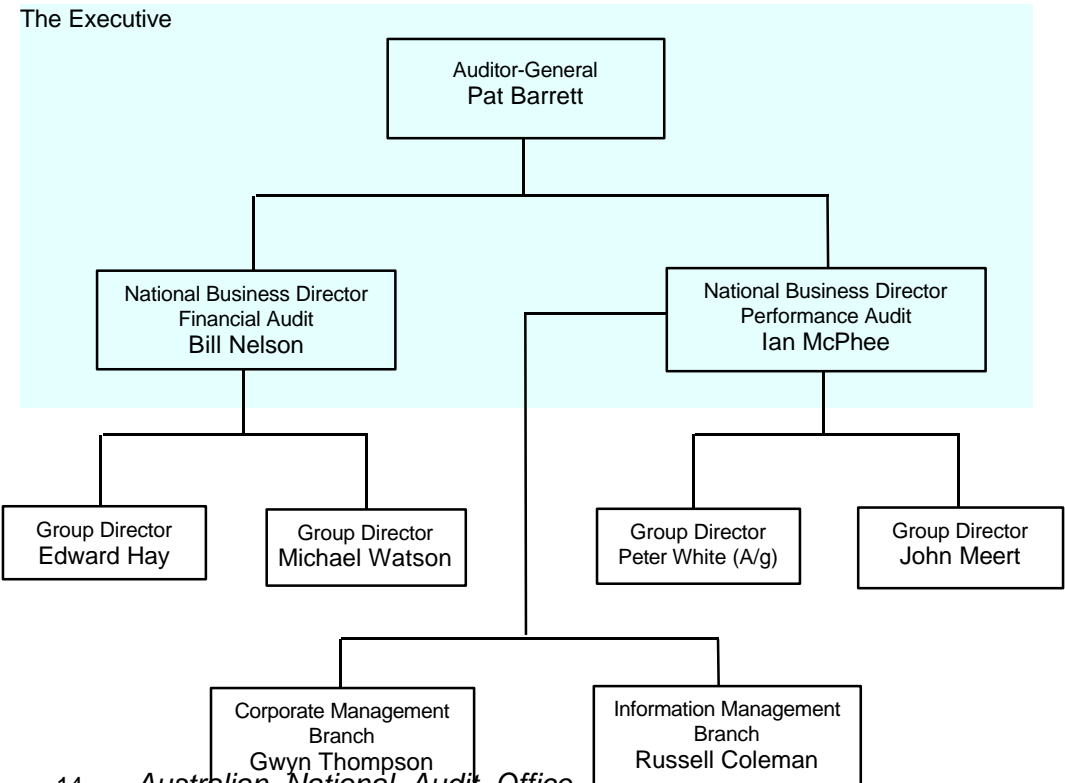 The Executive
Auditor-General
Pat Barrett
National Business Director
Financial Audit
Bill Nelson
National Business Director
Performance Audit
Ian McPhee
Group Director
Edward Hay
Group Director
Michael Watson
Group Director
Peter White (A/g)
Group Director
John Meert
Corporate Management
Branch
Gwyn Thompson
Information Management
Branch
Russell Coleman
14 Australian National Audit Office